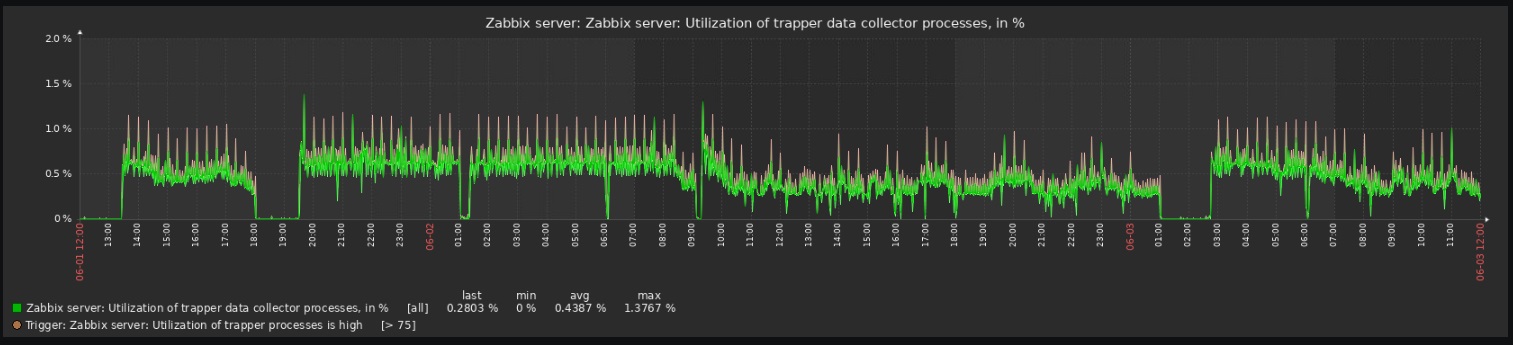 Zabbix server: Zabbix server: Utilization of trapper data collector processes, in %
2.0 %
1.5 %
1.0 %
0.5 %
0 %
06-01 12:00 13:00 14:00 15:00 16:00 17:00 18:00 19:00 20:00 21:00 22:00 23:00 06-02 01:00 02:00 03:00 04:00 05:00 06:00 07:00 08:00 09:00 10:00 11:00 12:00 13:00 14:00 15:00 16:00 17:00 18:00 19:00 20:00 21:00 22:00 23:00 06-03 01:00 02:00 03:00 04:00 05:00 06:00 07:00 08:00 09:00 10:00 11:00 06-03 12:00
last min avg max
Zabbix server: Utilization of trapper data collector processes, in % [all] 0.2803 % 0 % 0.4387 % 1.3767 %
Trigger: Zabbix server: Utilization of trapper processes is high [> 75]